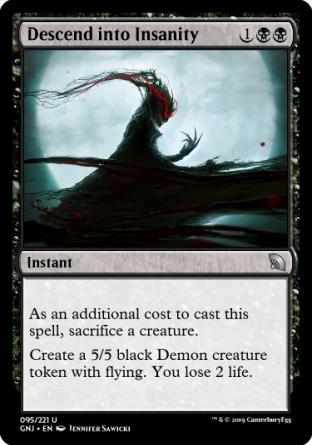 Descend into Insanity 1
Instant
As an additional cost to cast this
spell, sacrifice a creature.
Create a 5/5 black Demon creature
token with flying. You lose 2 life.
095/221 U
GNJ • EN Jennifer Sawicki
™ & © 2019 CanterburyEgg